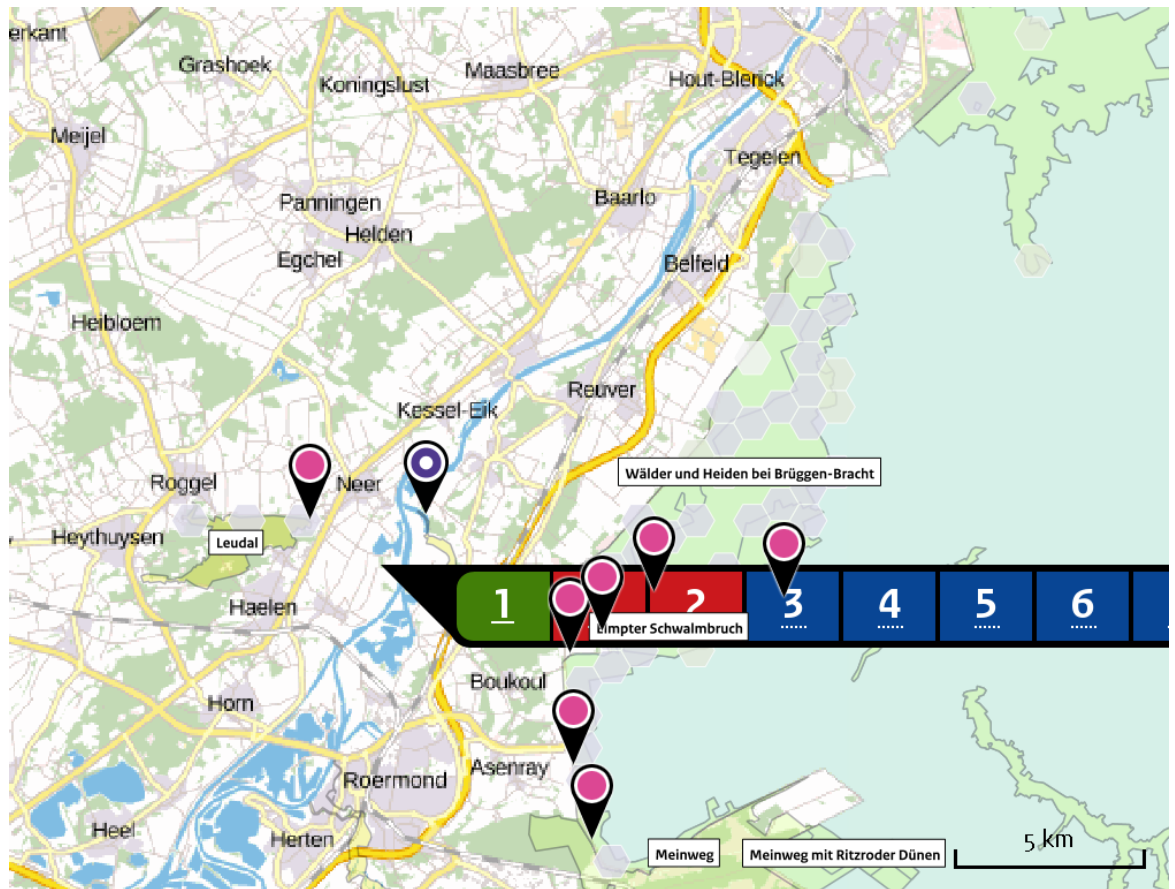 erkant
Grashoek
Koningslust
Maasbree
Hout-Blerick
Meijel
Tegelen
Panningen
Baarlo
Helden
Egchel
Belfeld
Heibloem
Reuver
Kessel-Eik
Wälder und Heiden bei Brüggen-Bracht
Roggel
Neer
Heythuysen
Leudal
Haelen
1 2 3 4 5 6
Elmpter Schwalmbruch
Boukoul
Horn
Asenray
Roermond
Heel
Herten
Meinweg
Meinweg mit Ritzroder Dünen
5 km